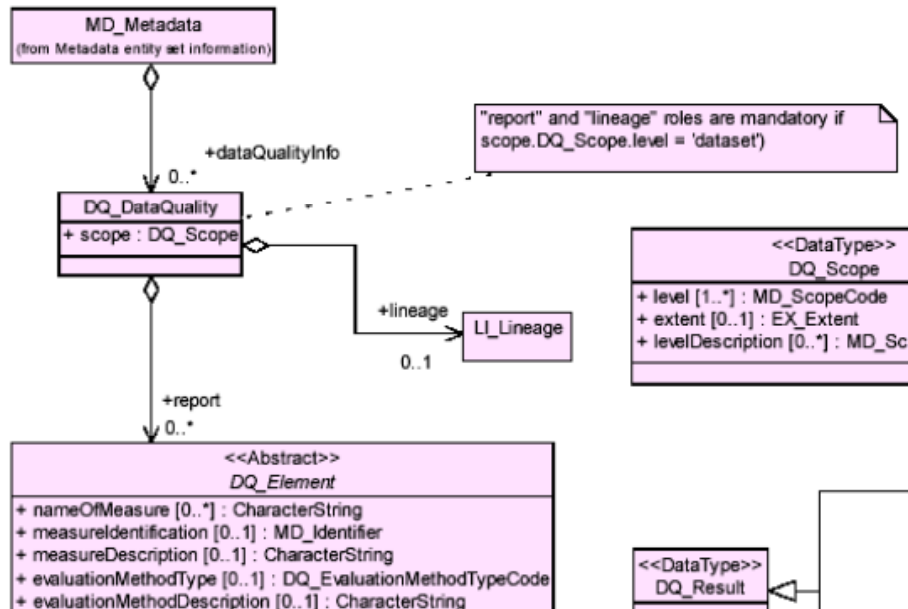 MD_Metadata
(from Metadata entity set information)
"report" and "lineage" roles are mandatory if
scope.DQ_Scope.level = 'dataset')
+dataQualityInfo
0..*
DQ_DataQuality
+ scope : DQ_Scope
<<DataType>>
DQ_Scope
+ level [1..*] : MD_ScopeCode
+ extent [0..1] : EX_Extent
+ levelDescription [0..*] : MD_Sc
+lineage
LI_Lineage
0..1
+report
0..*
<<Abstract>>
DQ_Element
+ nameOfMeasure [0..*] : CharacterString
+ measureIdentification [0..1] : MD_Identifier
+ measureDescription [0..1] : CharacterString
+ evaluationMethodType [0..1] : DQ_EvaluationMethodTypeCode
+ evaluationMethodDescription [0..1] : CharacterString
<<DataType>>
DQ_Result